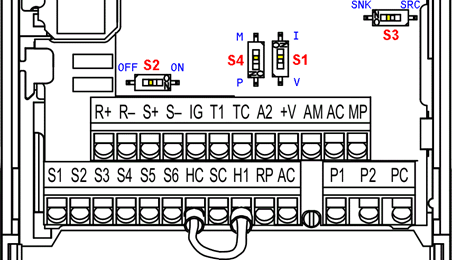 SNK SRC
S3
M I
S4 S1
P V
S2
OFF ON
R+ R– S+ S– IG T1 TC A2 +V AM AC MP
S1 S2 S3 S4 S5 S6 HC SC H1 RP AC P1 P2 PC